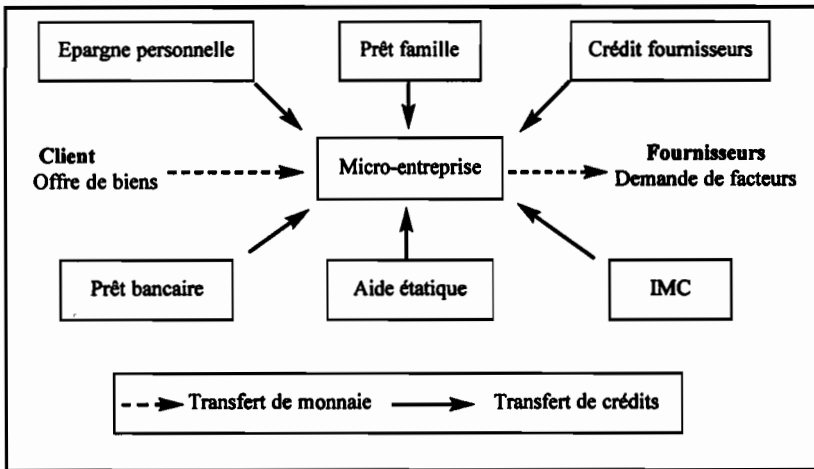 Epargne personnelle
Prêt famille
Crédit fournisseurs
Client
Offre de biens
Micro-entreprise
Fournisseurs
Demande de facteurs
Prêt bancaire
Aide étatique
IMC
Transfert de monnaie
Transfert de crédits